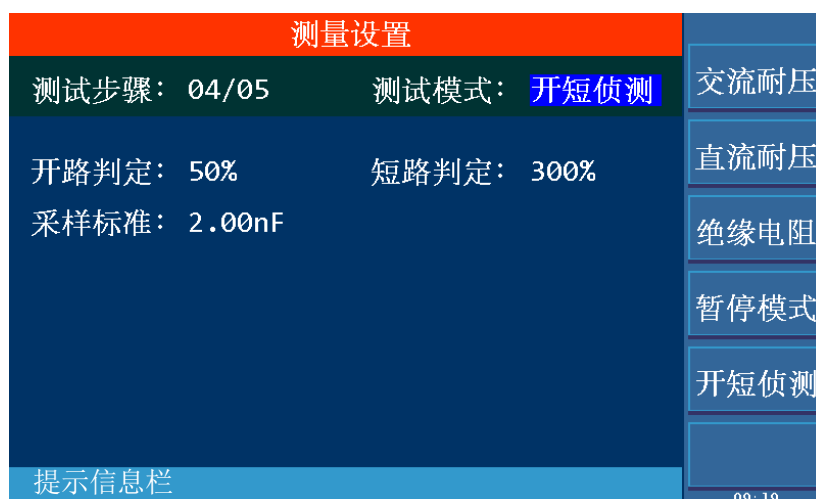 测量设置
测试步骤: 04/05 测试模式: 开短侦测
开路判定: 50% 短路判定: 300%
采样标准: 2.00nF
提示信息栏
交流耐压
直流耐压
绝缘电阻
暂停模式
开短侦测